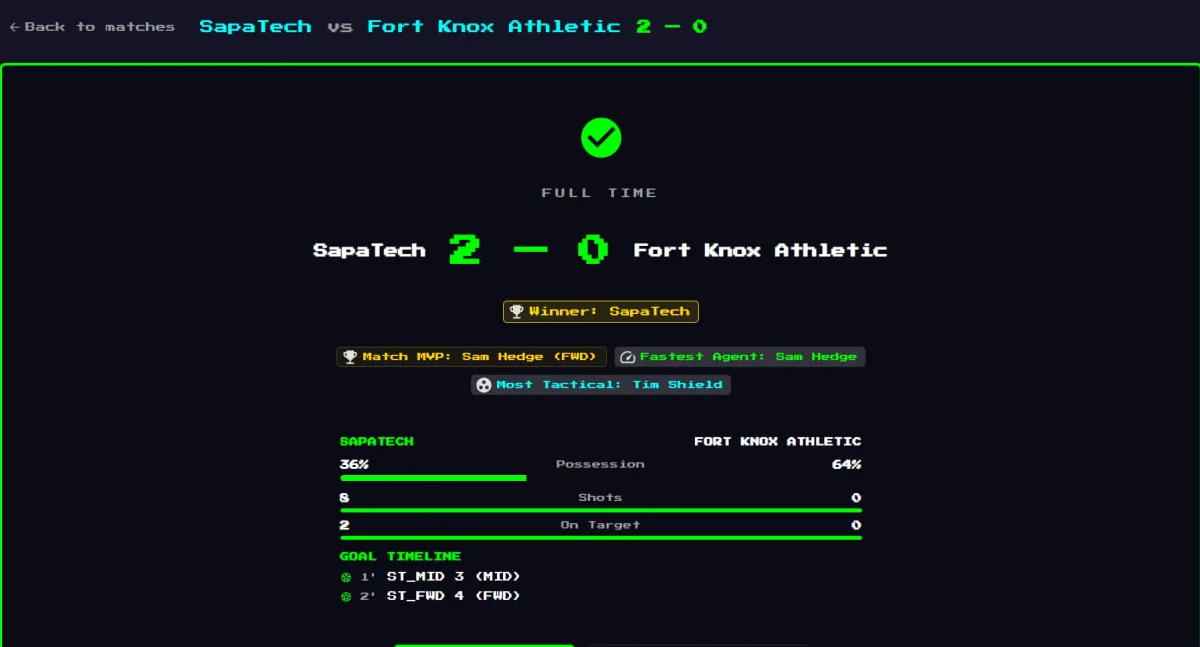 ← Back to matches SapaTech vs Fort Knox Athletic 2 — 0
FULL TIME
SapaTech 2 — 0 Fort Knox Athletic
Winner: SapaTech
Match MVP: Sam Hedge (FWD) Fastest Agent: Sam Hedge
Most Tactical: Tim Shield
SAPATECH FORT KNOX ATHLETIC
36% Possession 64%
8 Shots 0
2 On Target 0
GOAL TIMELINE
1' ST_MID 3 (MID)
2' ST_FWD 4 (FWD)